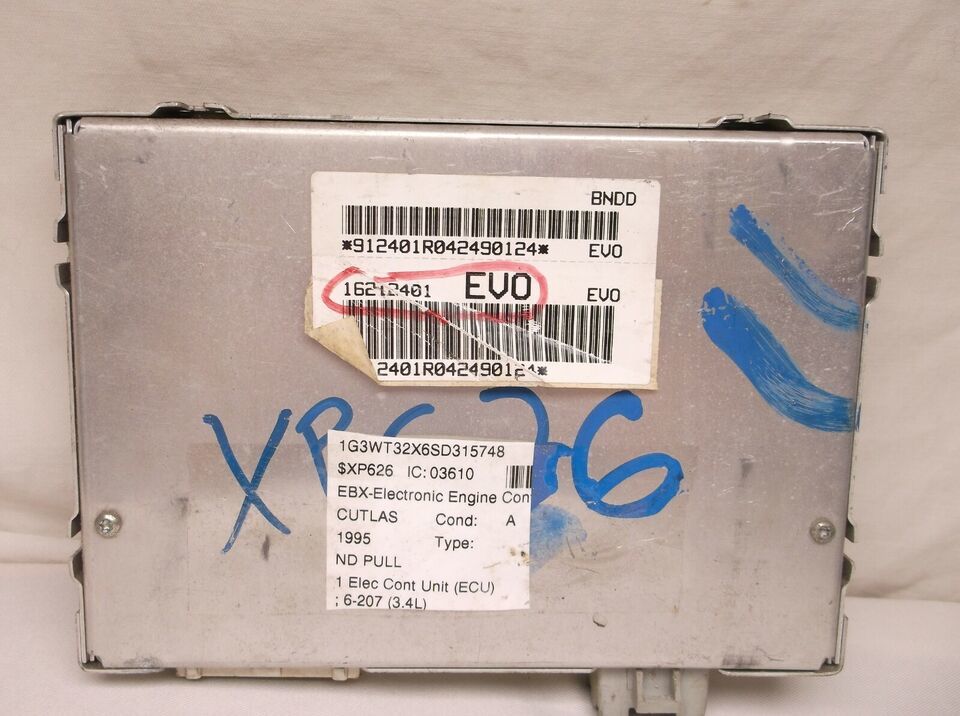 BNDD
*912401R042490124* EVO
16212401 EVO EVO
2401R042490124*
XP626
1G3WT32X6SD315748
$XP626 IC: 03610
EBX-Electronic Engine Con
CUTLAS Cond: A
1995 Type:
ND PULL
1 Elec Cont Unit (ECU)
; 6-207 (3.4L)